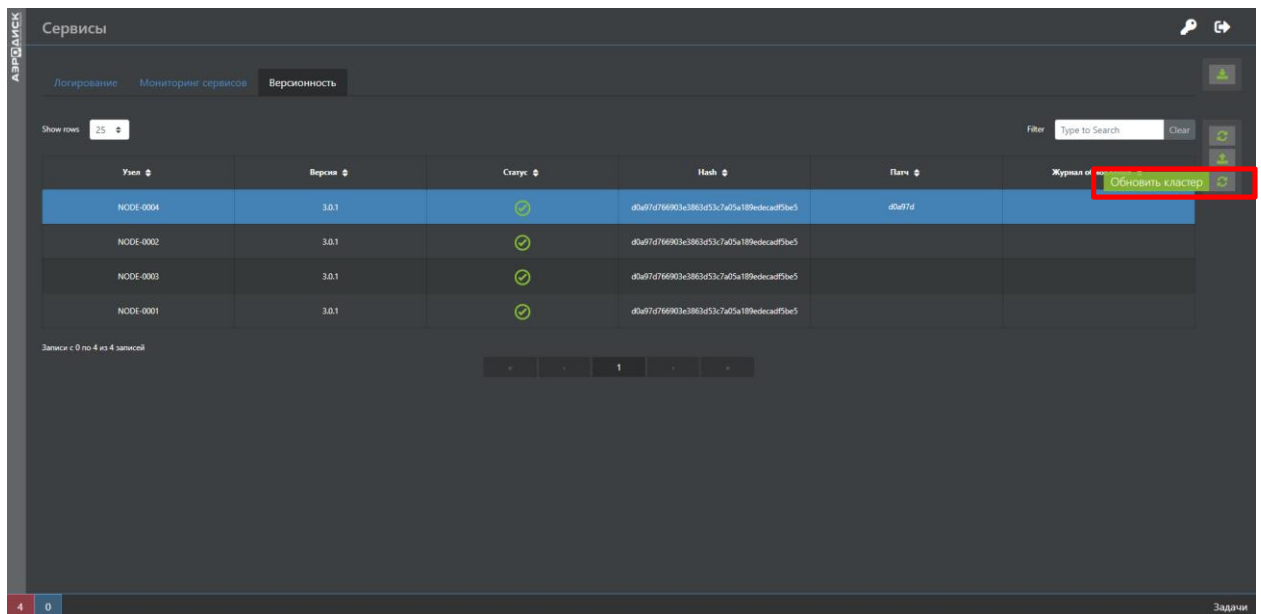 АЭРОДИСК
Сервисы
Логирование Мониторинг сервисов Версионность
Show rows 25 Filter Type to Search Clear
Узел Версия Статус Hash Патч Журнал
Обновить кластер
NODE-0004 3.0.1 d0a97d766903e3863d53c7a05a189edecadf5be5 d0a97d
NODE-0002 3.0.1 d0a97d766903e3863d53c7a05a189edecadf5be5
NODE-0003 3.0.1 d0a97d766903e3863d53c7a05a189edecadf5be5
NODE-0001 3.0.1 d0a97d766903e3863d53c7a05a189edecadf5be5
Записи с 0 по 4 из 4 записей
« ‹ 1 › »
4 0 Задачи